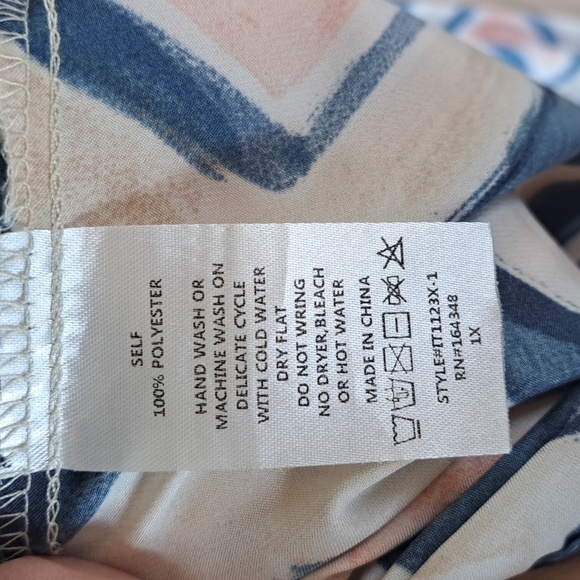 SELF
100% POLYESTER
HAND WASH OR
MACHINE WASH ON
DELICATE CYCLE
WITH COLD WATER
DRY FLAT
DO NOT WRING
NO DRYER,BLEACH
OR HOT WATER
MADE IN CHINA
STYLE#IT1123X-1
RN#164348
1X